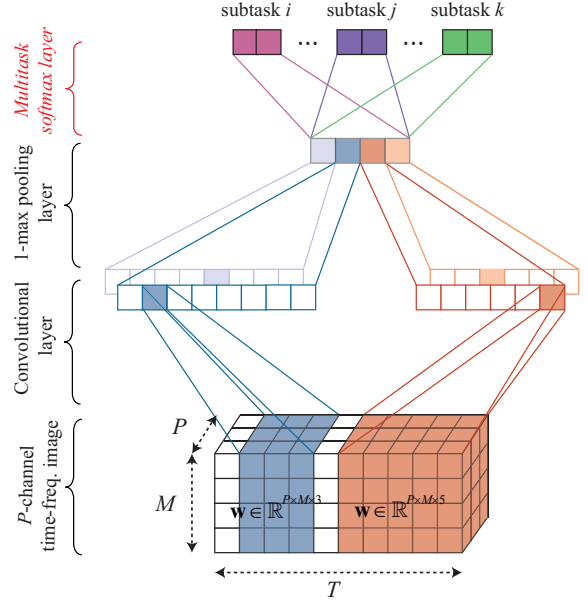 subtask i ... subtask j ... subtask k
Multitask
softmax layer
1-max pooling
layer
Convolutional
layer
P-channel
time-freq. image
P
M
w ∈ ℝ^{P×M×3}
w ∈ ℝ^{P×M×5}
T